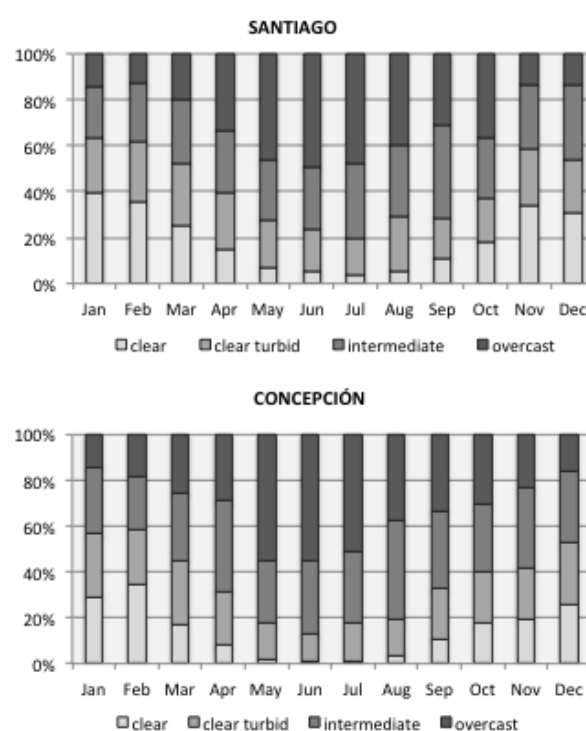 SANTIAGO
100%
80%
60%
40%
20%
0%
Jan Feb Mar Apr May Jun Jul Aug Sep Oct Nov Dec
clear clear turbid intermediate overcast
CONCEPCIÓN
100%
80%
60%
40%
20%
0%
Jan Feb Mar Apr May Jun Jul Aug Sep Oct Nov Dec
clear clear turbid intermediate overcast